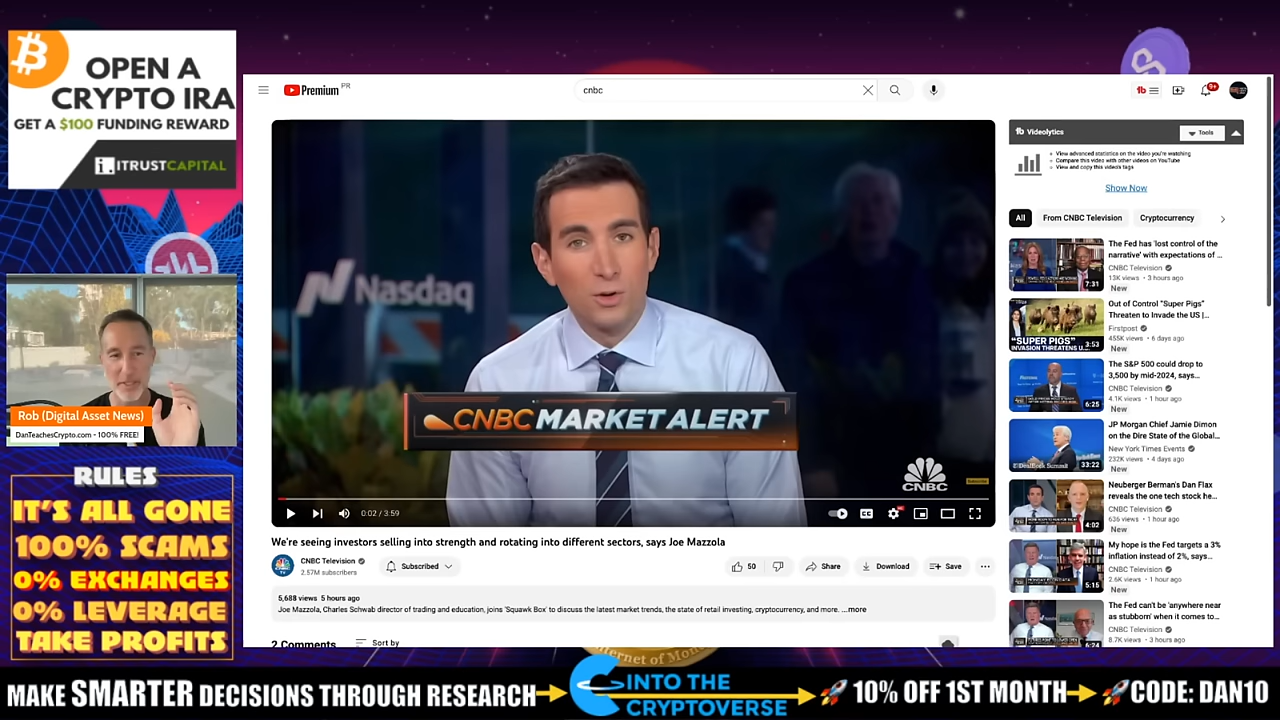 OPEN A
CRYPTO IRA
GET A $100 FUNDING REWARD
ITRUSTCAPITAL
Rob (Digital Asset News)
DanTeachesCrypto.com - 100% FREE!
RULES
IT'S ALL GONE
100% SCAMS
0% EXCHANGES
0% LEVERAGE
TAKE PROFITS
Premium PR
cnbc
9+
Nasdaq
CNBC MARKET ALERT
CNBC
0:02 / 3:59
We're seeing investors selling into strength and rotating into different sectors, says Joe Mazzola
CNBC Television
2.57M subscribers
Subscribed
50
Share
Download
Save
5,688 views 5 hours ago
Joe Mazzola, Charles Schwab director of trading and education, joins 'Squawk Box' to discuss the latest market trends, the state of retail investing, cryptocurrency, and more. ...more
2 Comments
Sort by
Videolytics
Tools
View advanced statistics on the video you're watching
Compare this video with other videos on YouTube
View and copy this video's tags
Show Now
All
From CNBC Television
Cryptocurrency
The Fed has 'lost control of the
narrative' with expectations of ...
CNBC Television
13K views • 3 hours ago
New
7:31
Out of Control "Super Pigs"
Threaten to Invade the US |...
Firstpost
455K views • 6 days ago
New
"SUPER PIGS"
INVASION THREATENS U...
3:53
The S&P 500 could drop to
3,500 by mid-2024, says...
CNBC Television
4.1K views • 1 hour ago
New
6:25
JP Morgan Chief Jamie Dimon
on the Dire State of the Global...
New York Times Events
232K views • 4 days ago
New
33:22
Neuberger Berman's Dan Flax
reveals the one tech stock he...
CNBC Television
636 views • 1 hour ago
New
4:02
My hope is the Fed targets a 3%
inflation instead of 2%, says...
CNBC Television
2.6K views • 1 hour ago
New
5:15
The Fed can't be 'anywhere near
as stubborn' when it comes to...
CNBC Television
8.7K views • 3 hours ago
MAKE SMARTER DECISIONS THROUGH RESEARCH
INTO THE
CRYPTOVERSE
10% OFF 1ST MONTH
CODE: DAN10